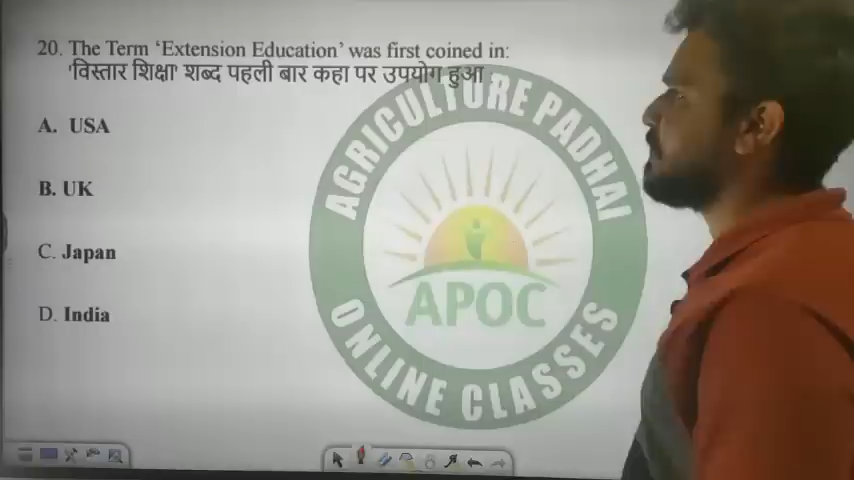 20. The Term ‘Extension Education’ was first coined in:
'विस्तार शिक्षा' शब्द पहली बार कहा पर उपयोग हुआ
A. USA
B. UK
C. Japan
D. India
AGRICULTURE PADHAI
APOC
ONLINE CLASSES